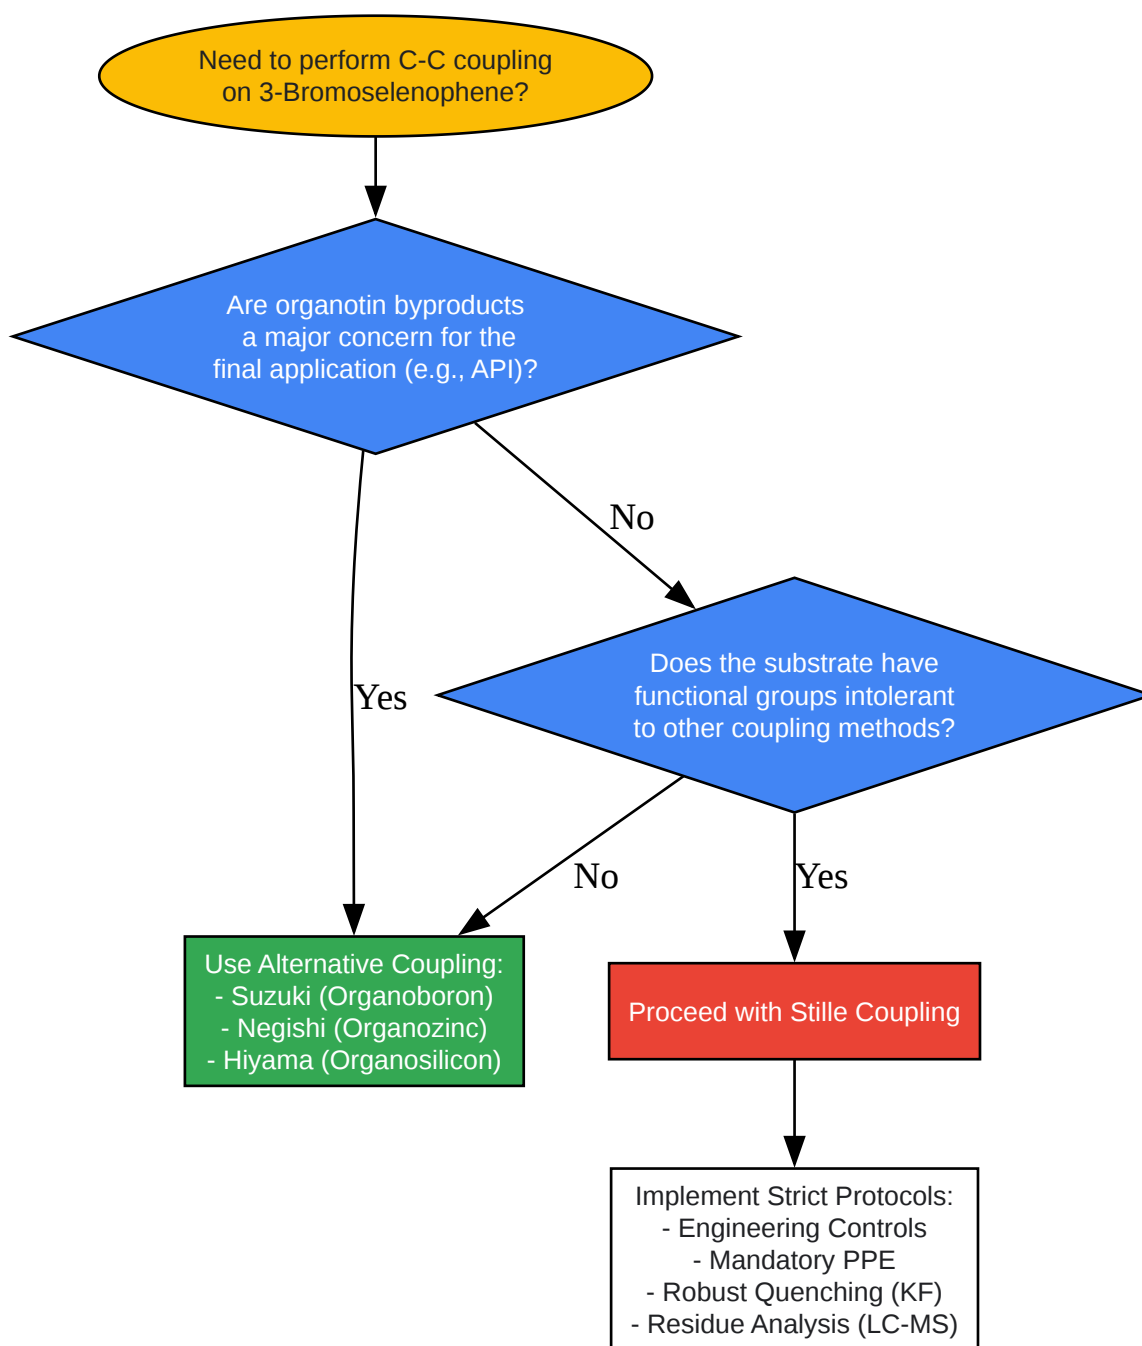 Need to perform C-C coupling
on 3-Bromoselenophene?
Are organotin byproducts
a major concern for the
final application (e.g., API)?
No
Does the substrate have
functional groups intolerant
to other coupling methods?
Yes
No
Yes
Use Alternative Coupling:
- Suzuki (Organoboron)
- Negishi (Organozinc)
- Hiyama (Organosilicon)
Proceed with Stille Coupling
Implement Strict Protocols:
- Engineering Controls
- Mandatory PPE
- Robust Quenching (KF)
- Residue Analysis (LC-MS)